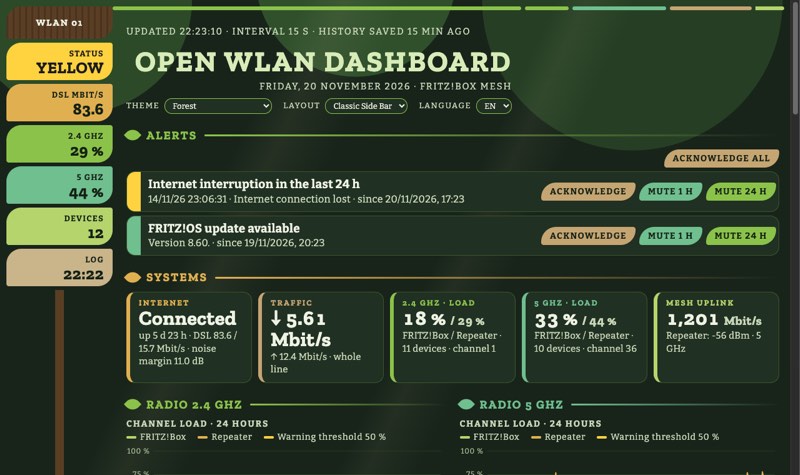 WLAN 01
STATUS
YELLOW
DSL MBIT/S
83.6
2.4 GHZ
29 %
5 GHZ
44 %
DEVICES
12
LOG
22:22
UPDATED 22:23:10 · INTERVAL 15 S · HISTORY SAVED 15 MIN AGO
OPEN WLAN DASHBOARD
FRIDAY, 20 NOVEMBER 2026 · FRITZ!BOX MESH
THEME Forest LAYOUT Classic Side Bar LANGUAGE EN
ALERTS
ACKNOWLEDGE ALL
Internet interruption in the last 24 h
14/11/26 23:06:31 · Internet connection lost · since 20/11/2026, 17:23
ACKNOWLEDGE MUTE 1 H MUTE 24 H
FRITZ!OS update available
Version 8.60. · since 19/11/2026, 20:23
ACKNOWLEDGE MUTE 1 H MUTE 24 H
SYSTEMS
INTERNET
Connected
up 5 d 23 h · DSL 83.6 /
15.7 Mbit/s · noise
margin 11.0 dB
TRAFFIC
↓ 5.61
Mbit/s
↑ 12.4 Mbit/s · whole
line
2.4 GHZ · LOAD
18 % / 29 %
FRITZ!Box / Repeater ·
11 devices · channel 1
5 GHZ · LOAD
33 % / 44 %
FRITZ!Box / Repeater ·
10 devices · channel 36
MESH UPLINK
1,201 Mbit/s
Repeater: -56 dBm · 5
GHz
RADIO 2.4 GHZ
CHANNEL LOAD · 24 HOURS
FRITZ!Box Repeater Warning threshold 50 %
100 %
75 %
RADIO 5 GHZ
CHANNEL LOAD · 24 HOURS
FRITZ!Box Repeater Warning threshold 50 %
100 %
75 %